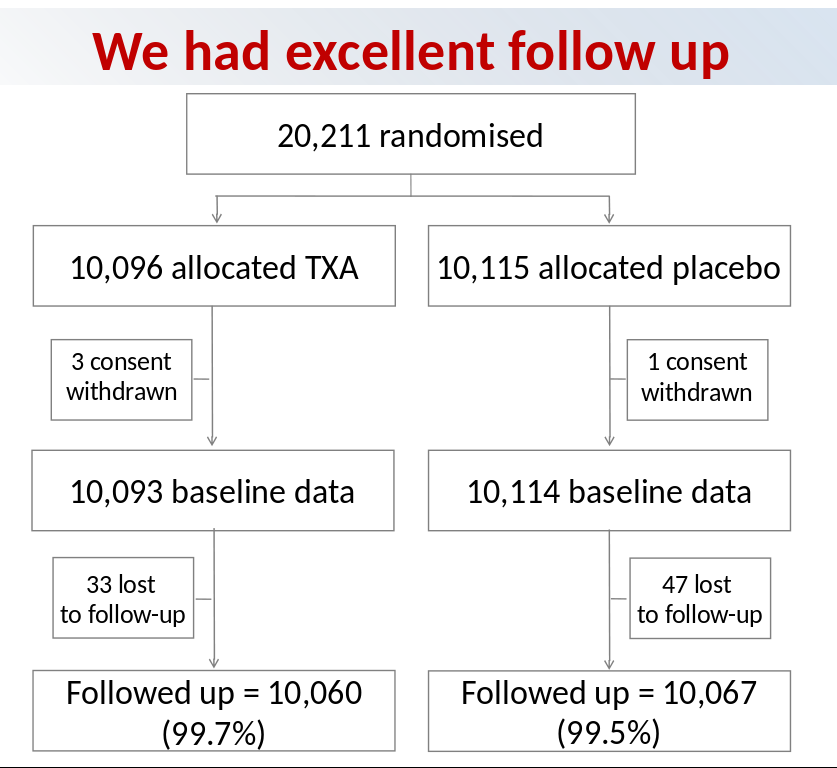 We had excellent follow up
20,211 randomised
10,096 allocated TXA
10,115 allocated placebo
3 consent
withdrawn
1 consent
withdrawn
10,093 baseline data
10,114 baseline data
33 lost
to follow-up
47 lost
to follow-up
Followed up = 10,060
(99.7%)
Followed up = 10,067
(99.5%)